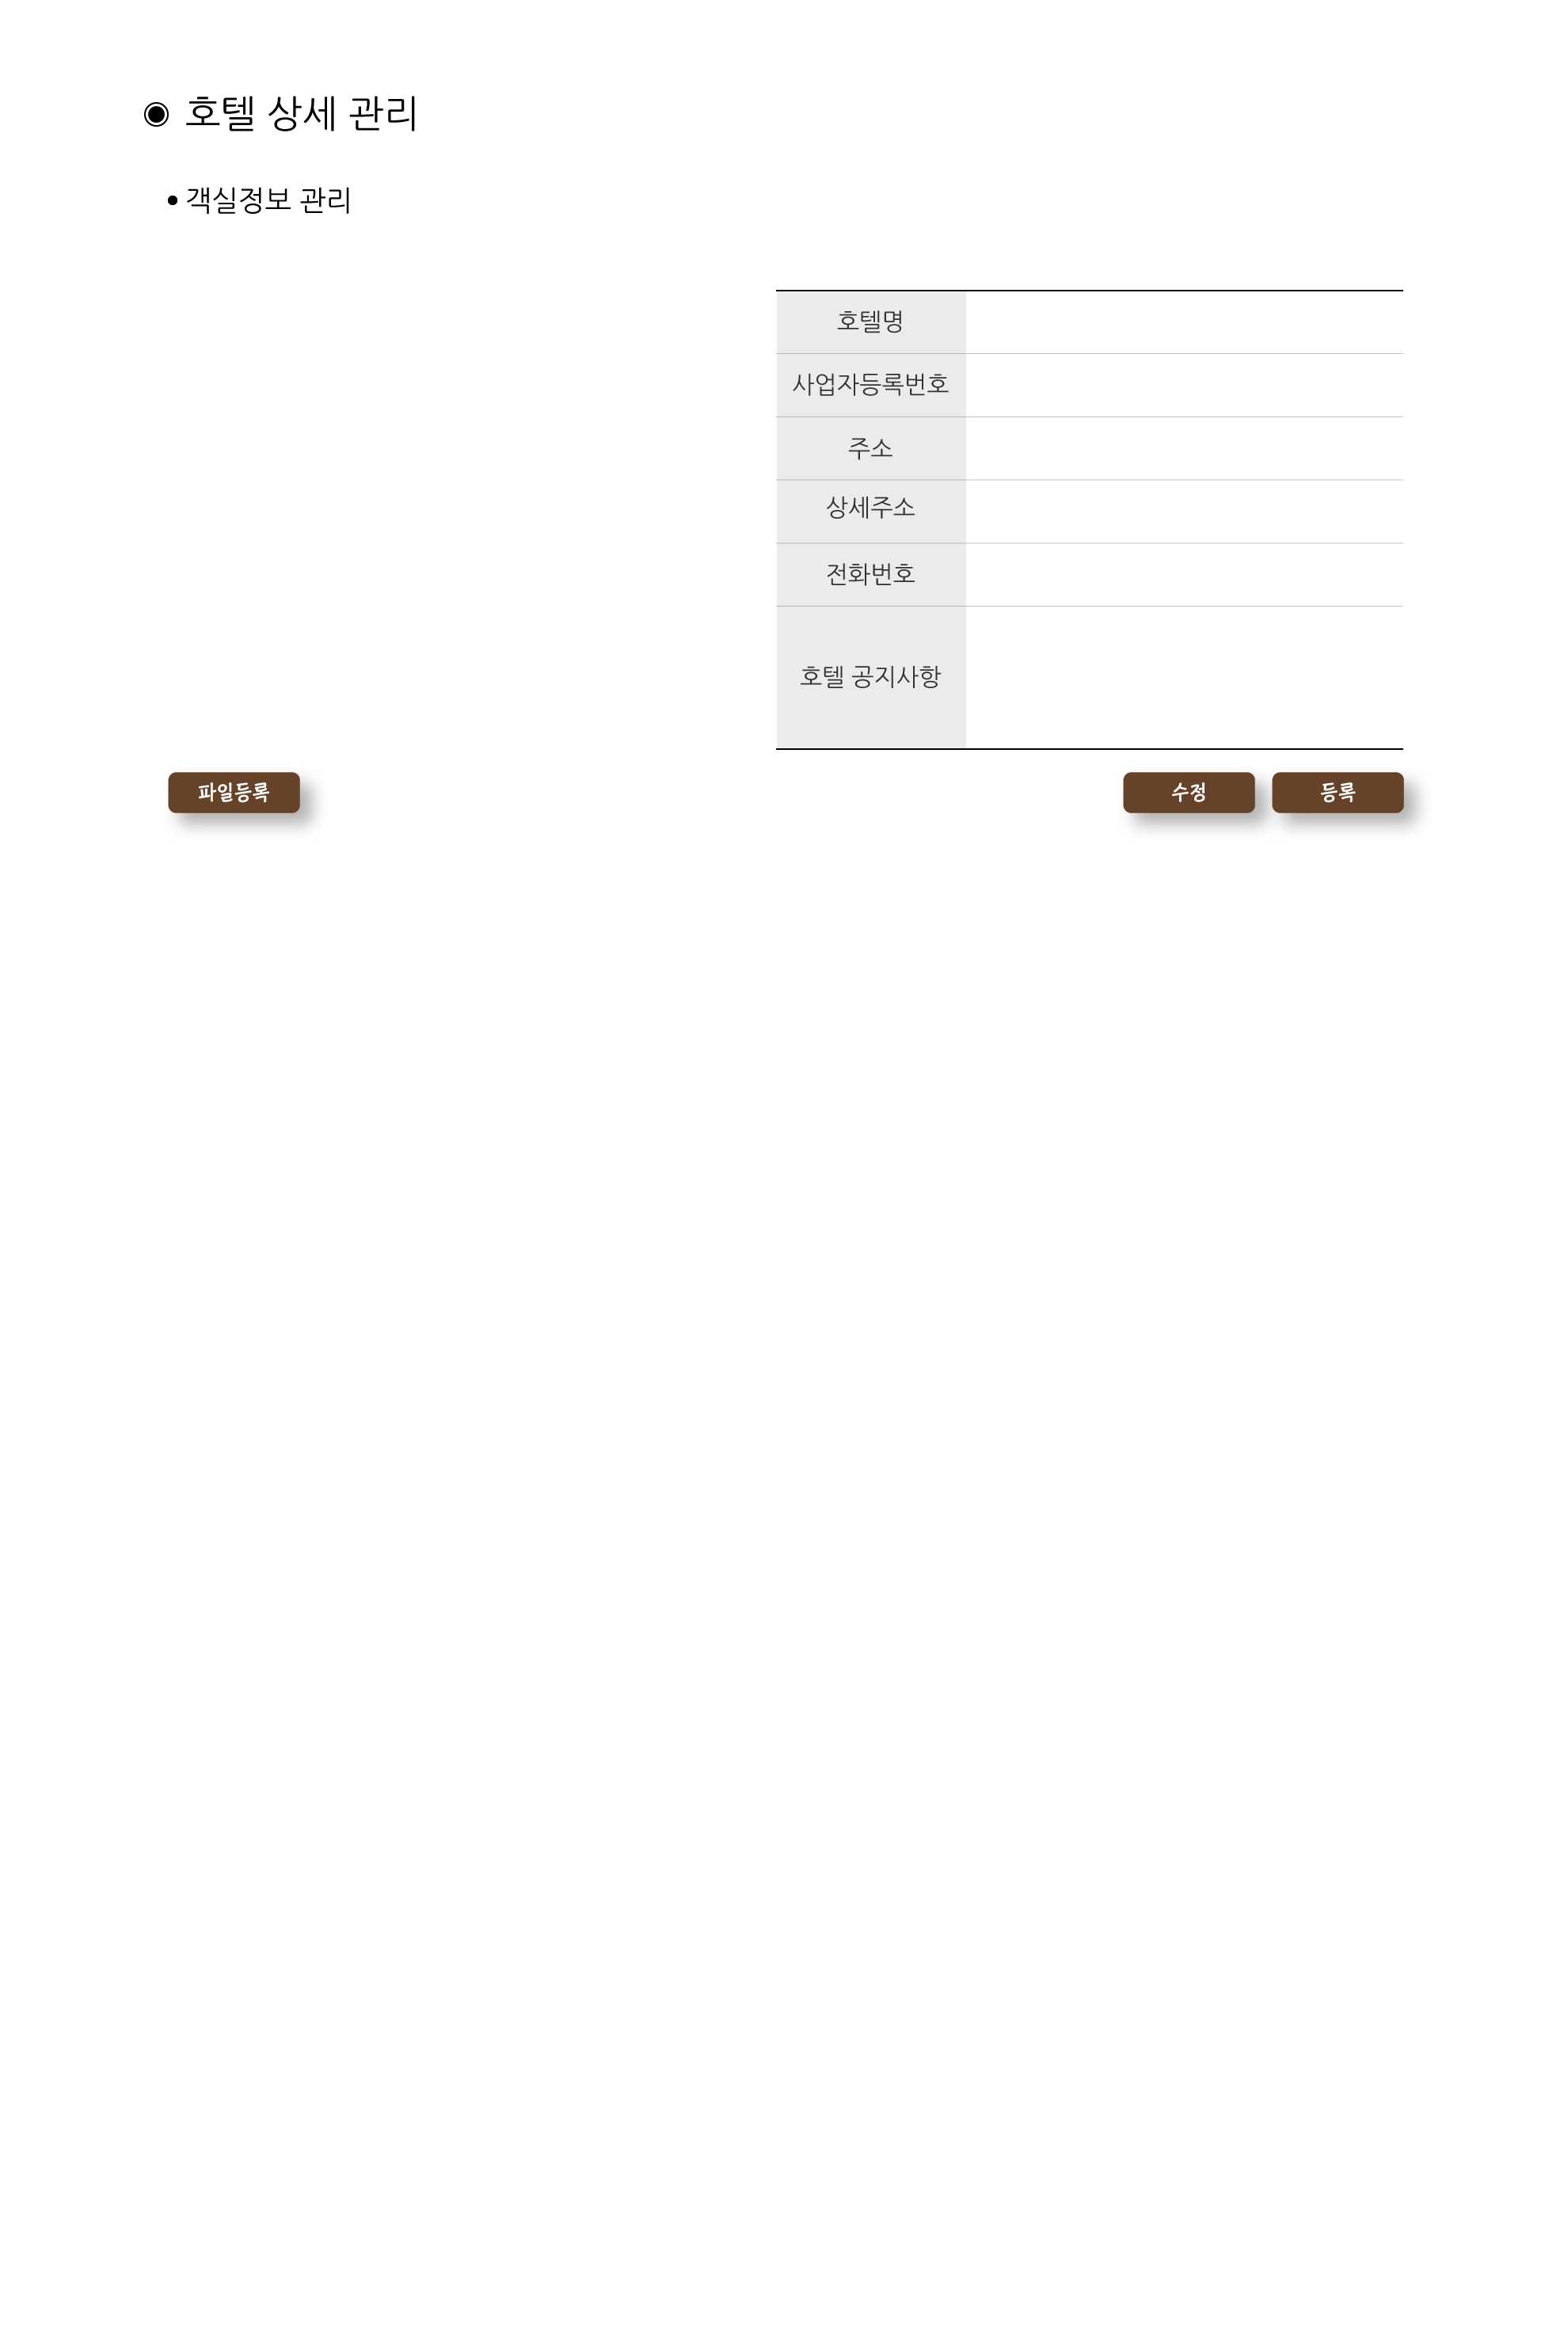 ◉ 호텔 상세 관리
• 객실정보 관리
호텔명
사업자등록번호
주소
상세주소
전화번호
호텔 공지사항
파일등록
수정
등록